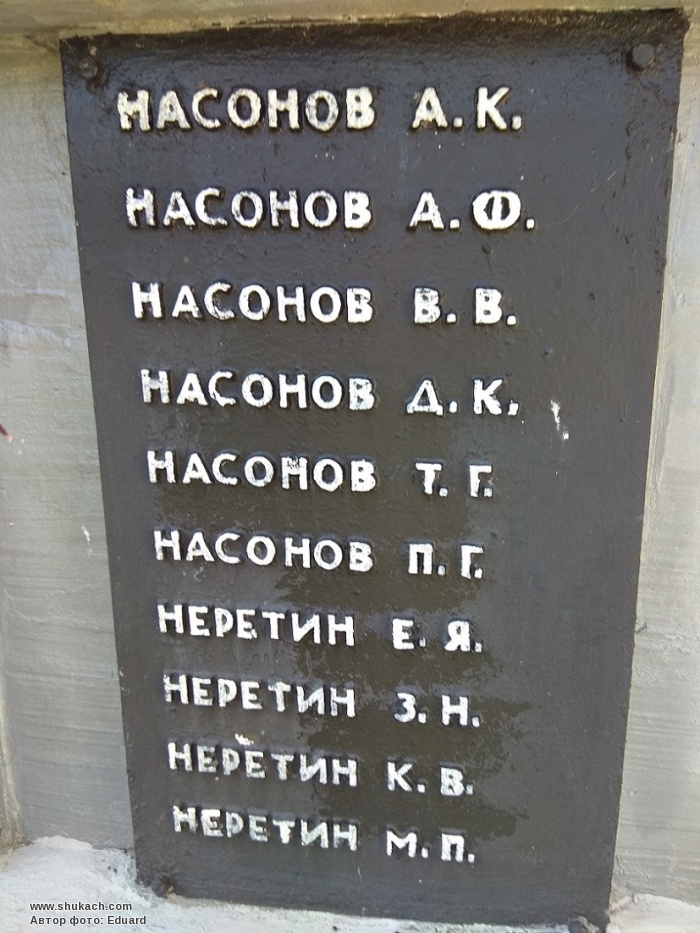 НАСОНОВ А.К.
НАСОНОВ А.Ф.
НАСОНОВ В.В.
НАСОНОВ Д.К.
НАСОНОВ Т.Г.
НАСОНОВ П.Г.
НЕРЕТИН Е.Я.
НЕРЕТИН З.Н.
НЕРЕТИН К.В.
НЕРЕТИН М.П.
www.shukach.com
Автор фото: Eduard